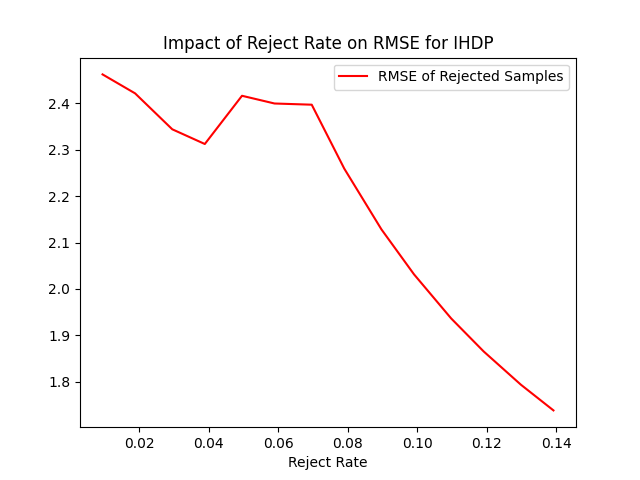 Impact of Reject Rate on RMSE for IHDP
RMSE of Rejected Samples
2.4
2.3
2.2
2.1
2.0
1.9
1.8
0.02 0.04 0.06 0.08 0.10 0.12 0.14
Reject Rate